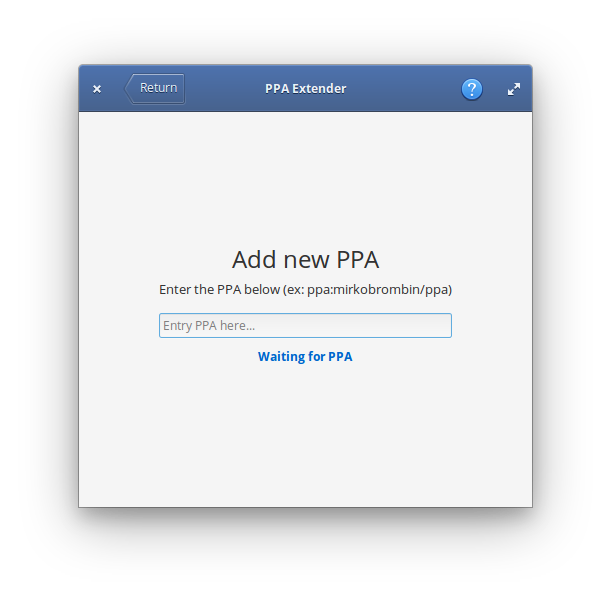 Return
PPA Extender
?
Add new PPA
Enter the PPA below (ex: ppa:mirkobrombin/ppa)
Entry PPA here...
Waiting for PPA